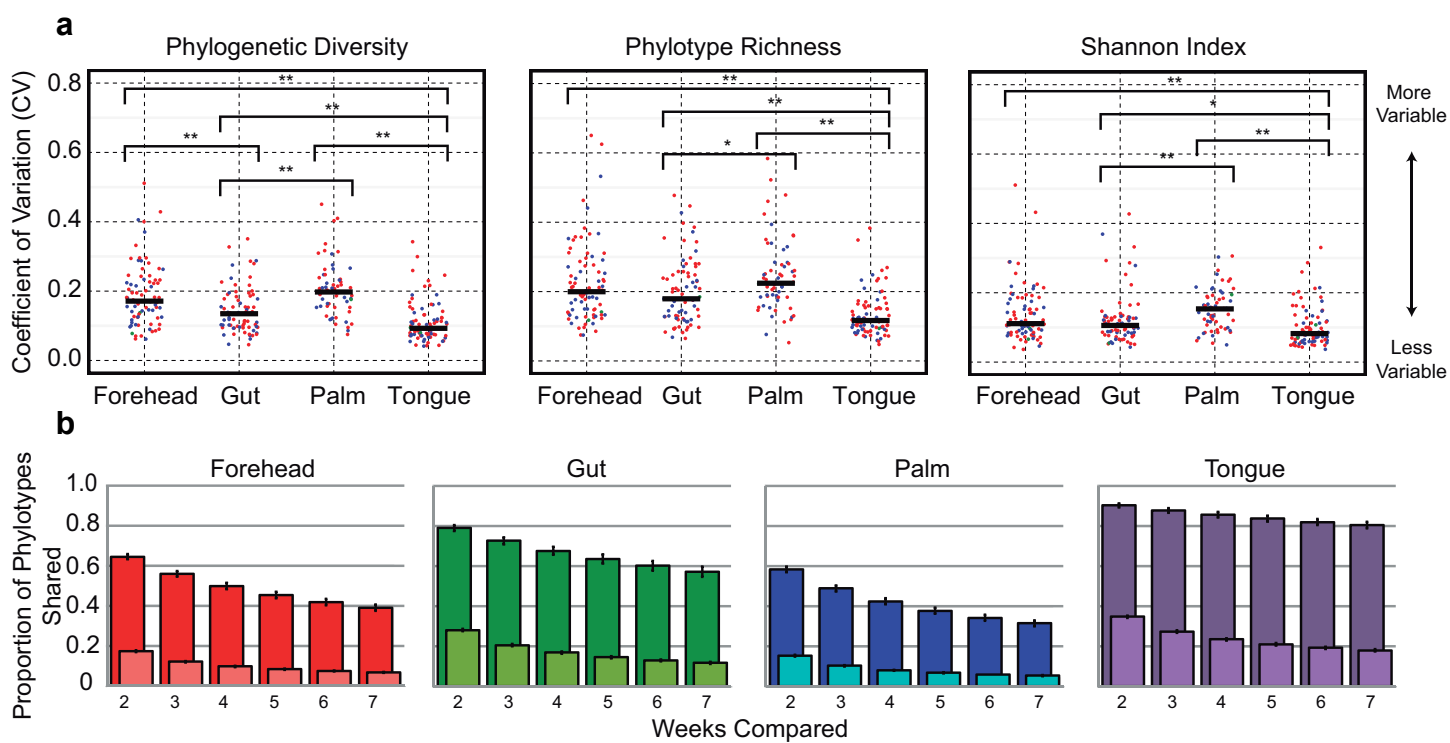 a
Phylogenetic Diversity
Phylotype Richness
Shannon Index
Coefficient of Variation (CV)
0.8
0.6
0.4
0.2
0.0
**
**
**
**
**
**
**
**
*
**
*
**
**
More
Variable
Less
Variable
Forehead Gut Palm Tongue
Forehead Gut Palm Tongue
Forehead Gut Palm Tongue
b
Forehead
Gut
Palm
Tongue
Proportion of Phylotypes
Shared
1.0
0.8
0.6
0.4
0.2
0
2 3 4 5 6 7
2 3 4 5 6 7
2 3 4 5 6 7
2 3 4 5 6 7
Weeks Compared